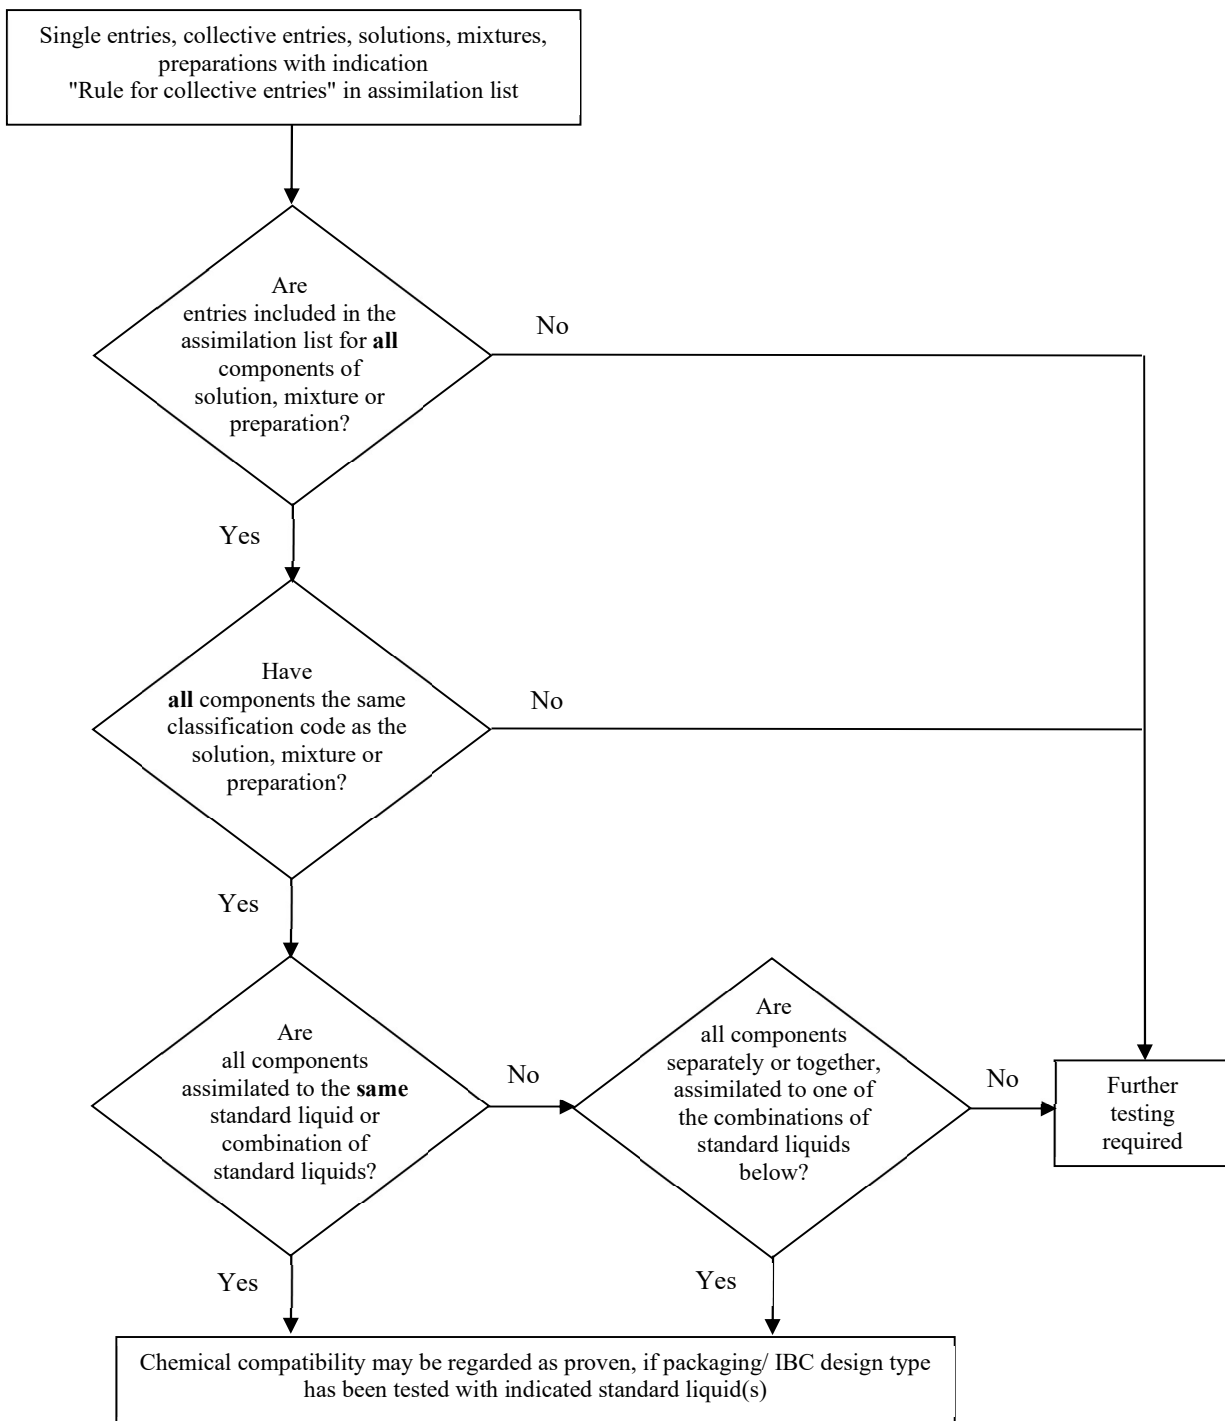 Single entries, collective entries, solutions, mixtures,
preparations with indication
"Rule for collective entries" in assimilation list
Are
entries included in the
assimilation list for all
components of
solution, mixture or
preparation?
No
Yes
Have
all components the same
classification code as the
solution, mixture or
preparation?
No
Yes
Are
all components
assimilated to the same
standard liquid or
combination of
standard liquids?
No
Are
all components
separately or together,
assimilated to one of
the combinations of
standard liquids
below?
No
Further
testing
required
Yes
Yes
Chemical compatibility may be regarded as proven, if packaging/ IBC design type
has been tested with indicated standard liquid(s)